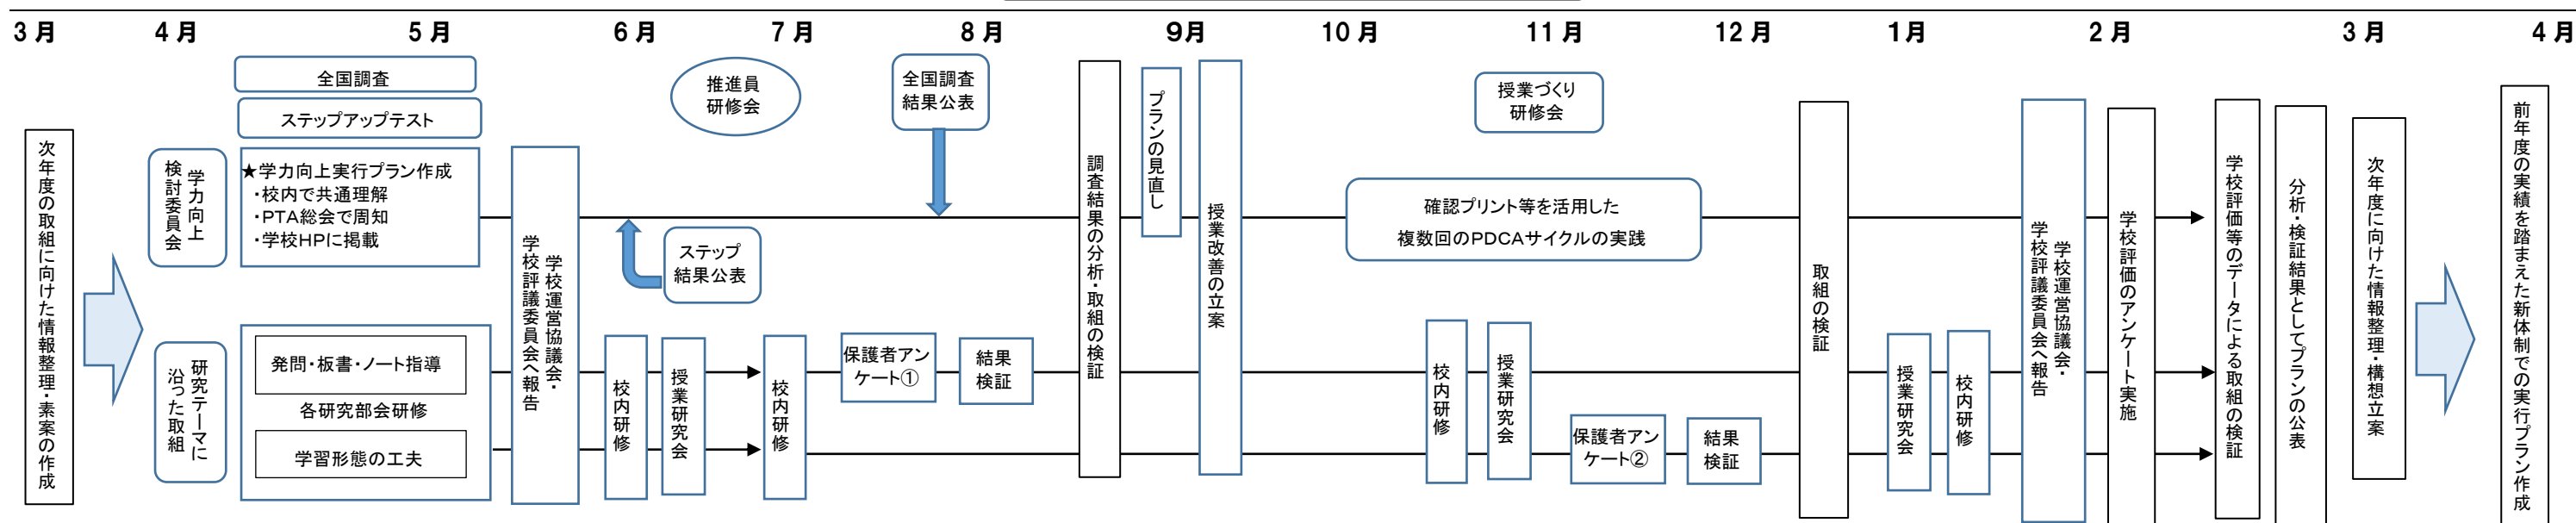 3月 4月 5月 6月 7月 8月 9月 10月 11月 12月 1月 2月 3月 4月
次年度の取組に向けた情報整理・素案の作成
学力向上
検討委員会
研究テーマに
沿った取組
全国調査
ステップアップテスト
★学力向上実行プラン作成
・校内で共通理解
・PTA総会で周知
・学校HPに掲載
発問・板書・ノート指導
各研究部会研修
学習形態の工夫
学校運営協議会・
学校評議委員会へ報告
校内研修
授業研究会
ステップ
結果公表
推進員
研修会
校内研修
保護者アン
ケート①
全国調査
結果公表
結果
検証
調査結果の分析・取組の検証
プランの見直し
授業改善の立案
確認プリント等を活用した
複数回のPDCAサイクルの実践
授業づくり
研修会
校内研修
授業研究会
保護者アン
ケート②
結果
検証
取組の検証
授業研究会
校内研修
学校運営協議会・
学校評議委員会へ報告
学校評価のアンケート実施
学校評価等のデータによる取組の検証
分析・検証結果としてプランの公表
次年度に向けた情報整理・構想立案
前年度の実績を踏まえた新体制での実行プラン作成